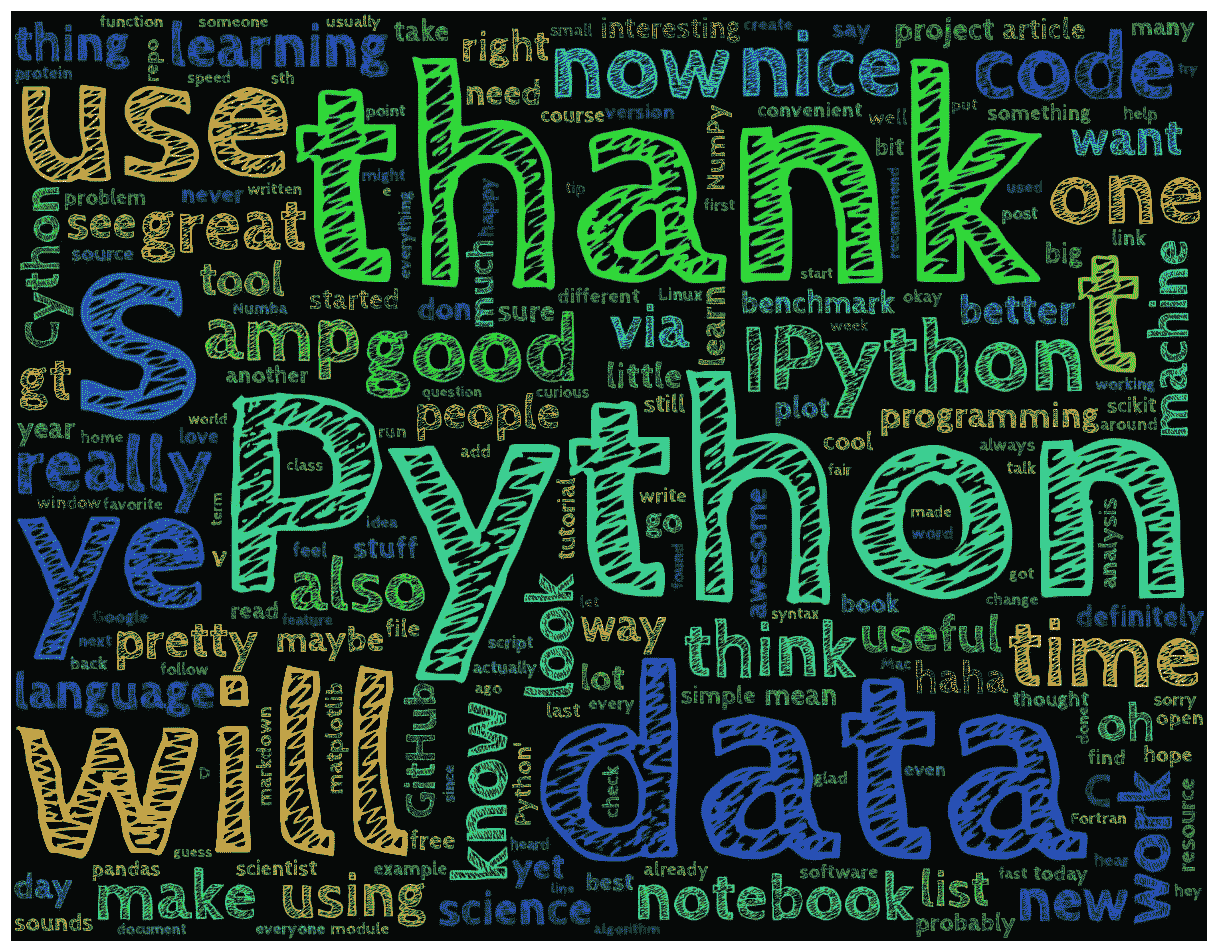 function someone usually take small interesting create say project article many
thing repo learning right now nice code try
protein speed sth need course version convenient well put something help
use thank point NumPy bit want
might e everything happy tip first recommend used one
Cython problem never written post link
see great much big
source tool started don sure different Linux start benchmark okay better t machine
Numba
S amp good via learn week IPython
gt another question curious little plot working
people still programming scikit
year home world love run add cool around
really Python class fair always talk
window favorite term tutorial write awesome made analysis
ye v idea go word
feel stuff found got
also look let syntax book change
Google read feature file way think useful definitely
next pretty maybe script time
back follow actually Mac haha
language ago lot simple mean thought sorry
will markdown matplotlib GitHub know last every data done oh open
since Python' find hope
D check glad even C work resource
free heard Fortran
guess hear
pandas scientist example yet already software fast today
day make using line best notebook list new hey
sounds science probably
document everyone module algorithm